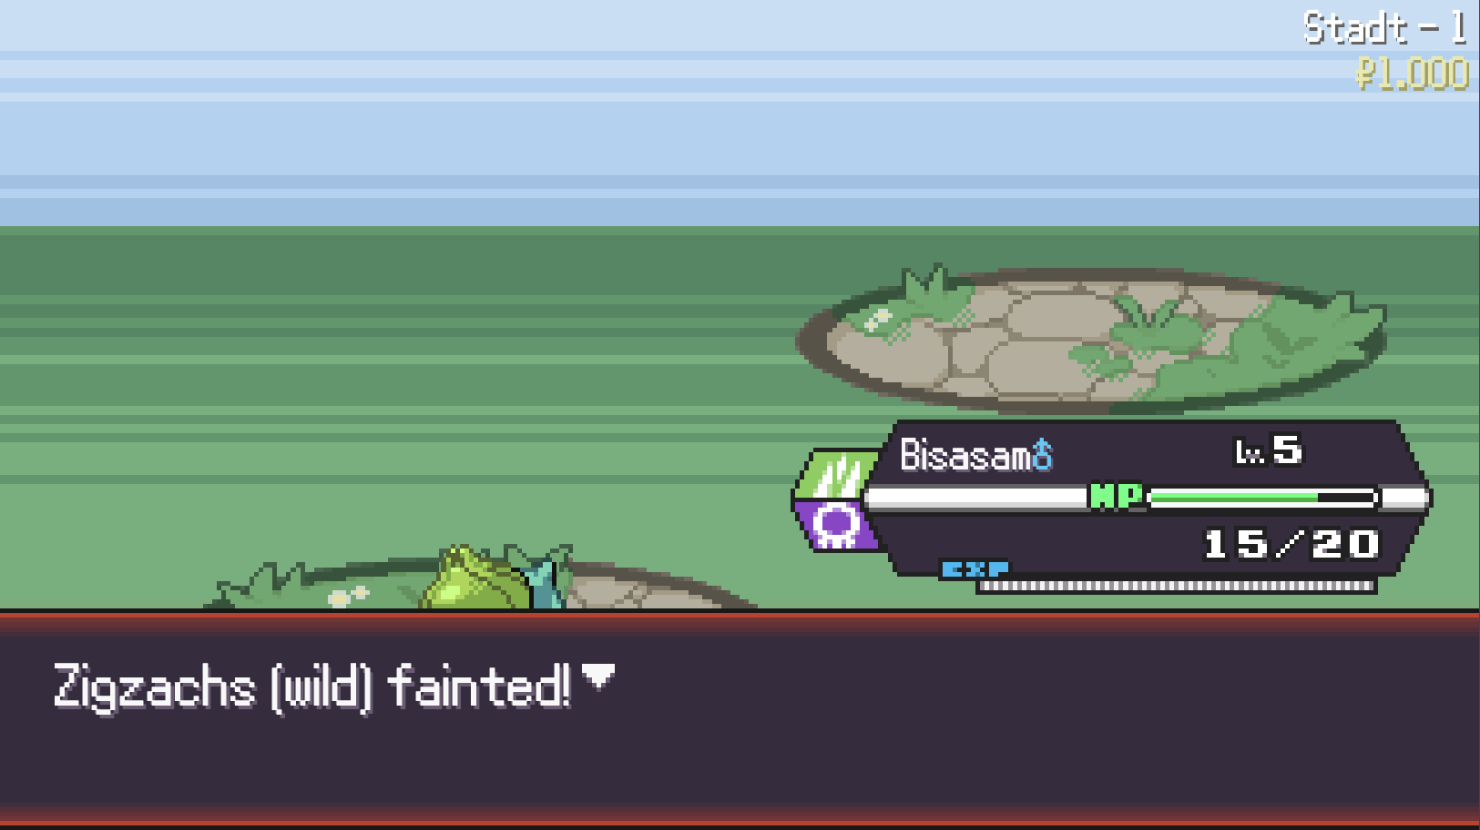 Stadt - 1
₽1.000
Bisasam♂ Lv.5
HP
15/20
EXP
Zigzachs (wild) fainted!